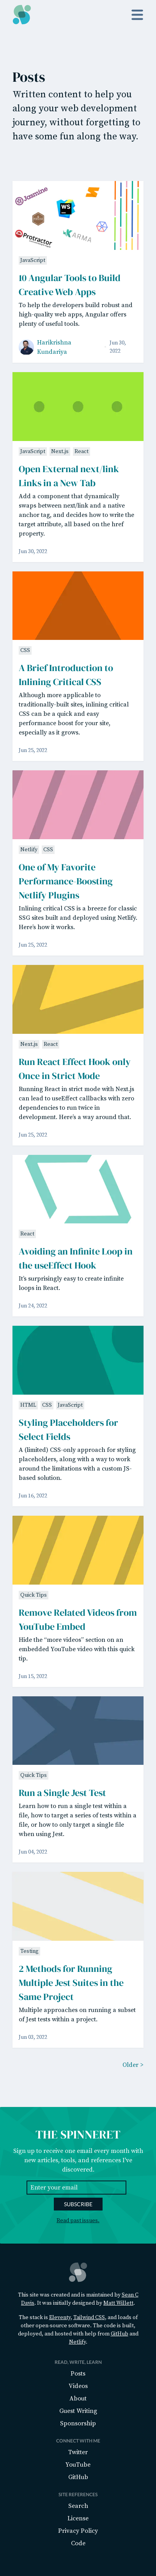 Posts
Written content to help you
along your web development
journey, without forgetting to
have some fun along the way.
Jasmine
WS
Protractor
KARMA
JavaScript
10 Angular Tools to Build
Creative Web Apps
To help the developers build robust and
high-quality web apps, Angular offers
plenty of useful tools.
Harikrishna
Kundariya
Jun 30,
2022
JavaScript Next.js React
Open External next/link
Links in a New Tab
Add a component that dynamically
swaps between next/link and a native
anchor tag, and decides how to write the
target attribute, all based on the href
property.
Jun 30, 2022
CSS
A Brief Introduction to
Inlining Critical CSS
Although more applicable to
traditionally-built sites, inlining critical
CSS can be a quick and easy
performance boost for your site,
especially as it grows.
Jun 25, 2022
Netlify CSS
One of My Favorite
Performance-Boosting
Netlify Plugins
Inlining critical CSS is a breeze for classic
SSG sites built and deployed using Netlify.
Here's how it works.
Jun 25, 2022
Next.js React
Run React Effect Hook only
Once in Strict Mode
Running React in strict mode with Next.js
can lead to useEffect callbacks with zero
dependencies to run twice in
development. Here's a way around that.
Jun 25, 2022
React
Avoiding an Infinite Loop in
the useEffect Hook
It's surprisingly easy to create infinite
loops in React.
Jun 24, 2022
HTML CSS JavaScript
Styling Placeholders for
Select Fields
A (limited) CSS-only approach for styling
placeholders, along with a way to work
around the limitations with a custom JS-
based solution.
Jun 16, 2022
Quick Tips
Remove Related Videos from
YouTube Embed
Hide the "more videos" section on an
embedded YouTube video with this quick
tip.
Jun 15, 2022
Quick Tips
Run a Single Jest Test
Learn how to run a single test within a
file, how to target a series of tests within a
file, or how to only target a single file
when using Jest.
Jun 04, 2022
Testing
2 Methods for Running
Multiple Jest Suites in the
Same Project
Multiple approaches on running a subset
of Jest tests within a project.
Jun 03, 2022
Older >
THE SPINNERET
Sign up to receive one email every month with
new articles, tools, and references I've
discovered.
Enter your email
SUBSCRIBE
Read past issues.
This site was created and is maintained by Sean C
Davis. It was initially designed by Matt Willett.
The stack is Eleventy, Tailwind CSS, and loads of
other open-source software. The code is built,
deployed, and hosted with help from GitHub and
Netlify.
READ, WRITE, LEARN
Posts
Videos
About
Guest Writing
Sponsorship
CONNECT WITH ME
Twitter
YouTube
GitHub
SITE REFERENCES
Search
License
Privacy Policy
Code